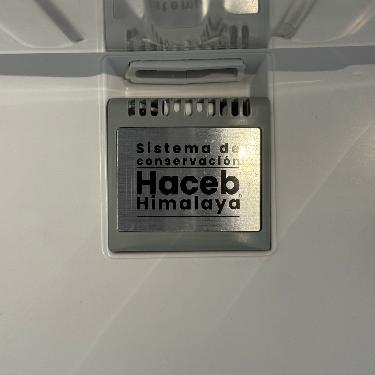 Sistema de
conservación
Haceb
Himalaya